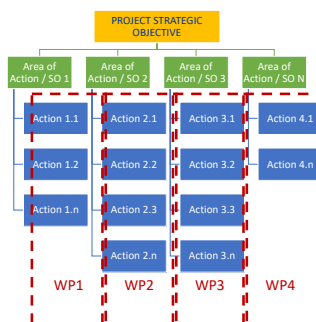 PROJECT STRATEGIC
OBJECTIVE
Area of
Action / SO 1
Area of
Action / SO 2
Area of
Action / SO 3
Area of
Action / SO N
Action 1.1
Action 2.1
Action 3.1
Action 4.1
Action 1.2
Action 2.2
Action 3.2
Action 4.n
Action 1.n
Action 2.3
Action 3.3
Action 2.n
Action 3.n
WP1
WP2
WP3
WP4